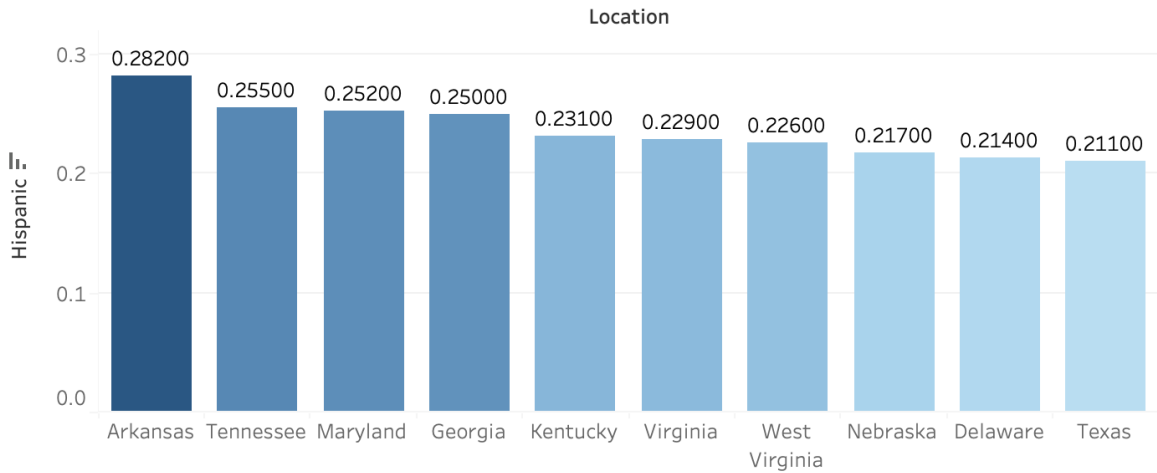 Location
Hispanic
0.3
0.2
0.1
0.0
0.28200
0.25500
0.25200
0.25000
0.23100
0.22900
0.22600
0.21700
0.21400
0.21100
Arkansas
Tennessee
Maryland
Georgia
Kentucky
Virginia
West
Virginia
Nebraska
Delaware
Texas